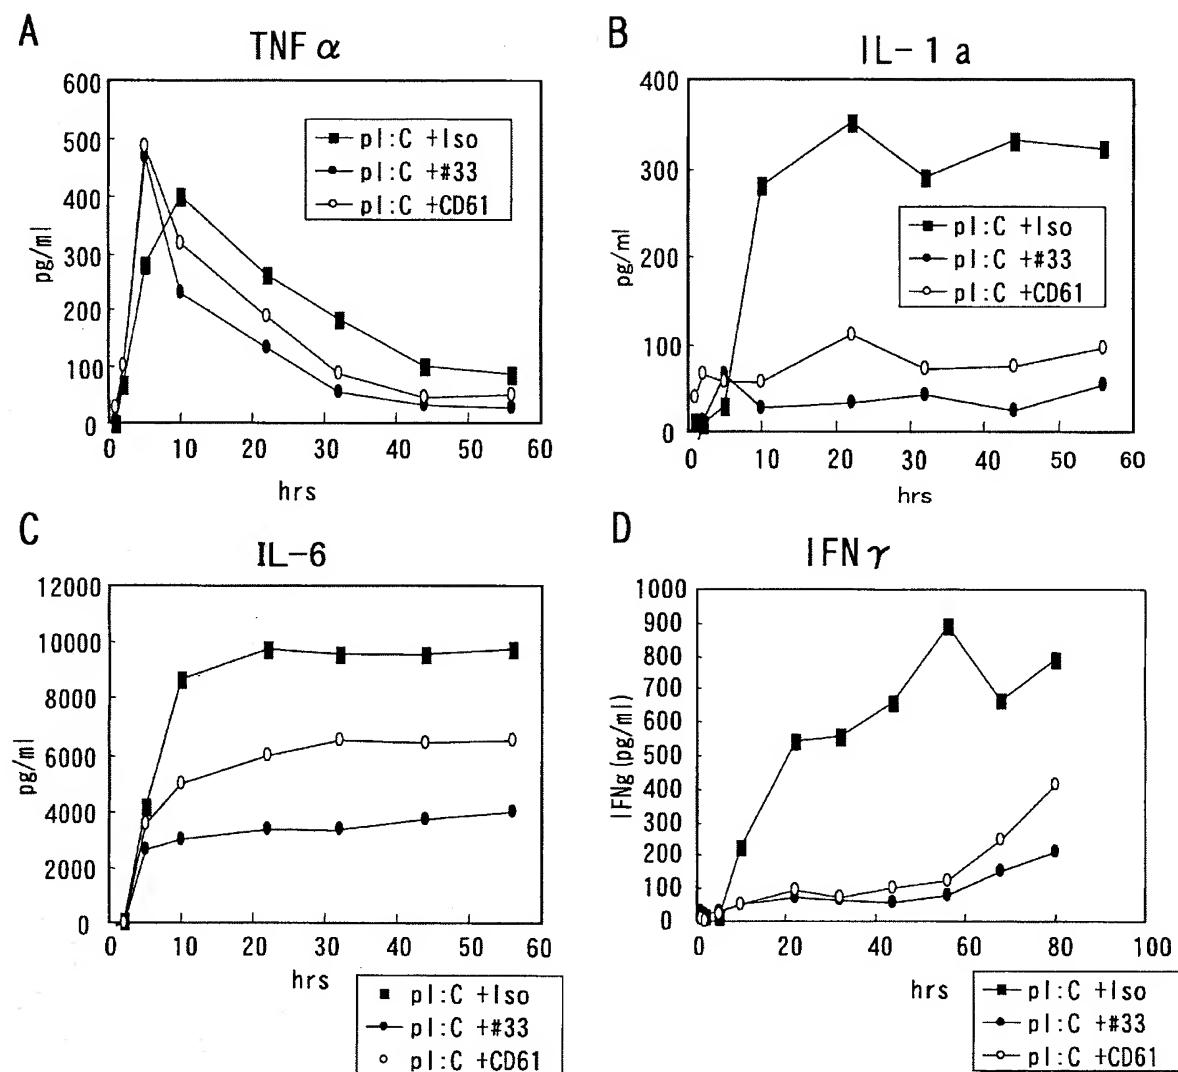 A
TNF α
600
500
400
300
200
100
0
pg/ml
0 10 20 30 40 50 60
hrs
pI:C +Iso
pI:C +#33
pI:C +CD61
B
IL-1a
400
300
200
100
0
pg/ml
0 10 20 30 40 50 60
hrs
pI:C +Iso
pI:C +#33
pI:C +CD61
C
IL-6
12000
10000
8000
6000
4000
2000
0
pg/ml
0 10 20 30 40 50 60
hrs
pI:C +Iso
pI:C +#33
pI:C +CD61
D
IFNγ
1000
900
800
700
600
500
400
300
200
100
0
IFNg(pg/ml)
0 20 40 60 80 100
hrs
pI:C +Iso
pI:C +#33
pI:C +CD61